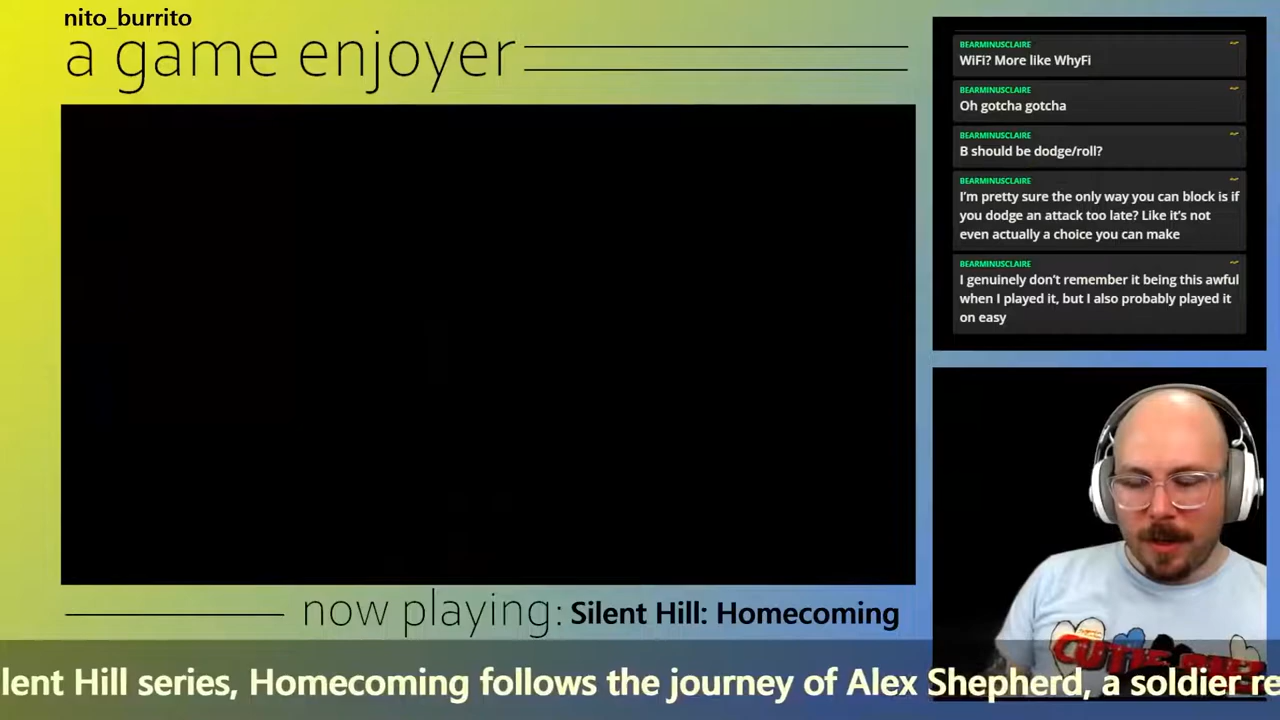 nito_burrito
a game enjoyer
BEARMINUSCLAIRE
WiFi? More like WhyFi
BEARMINUSCLAIRE
Oh gotcha gotcha
BEARMINUSCLAIRE
B should be dodge/roll?
BEARMINUSCLAIRE
I'm pretty sure the only way you can block is if
you dodge an attack too late? Like it's not
even actually a choice you can make
BEARMINUSCLAIRE
I genuinely don't remember it being this awful
when I played it, but I also probably played it
on easy
now playing: Silent Hill: Homecoming
CUTIE
lent Hill series, Homecoming follows the journey of Alex Shepherd, a soldier re